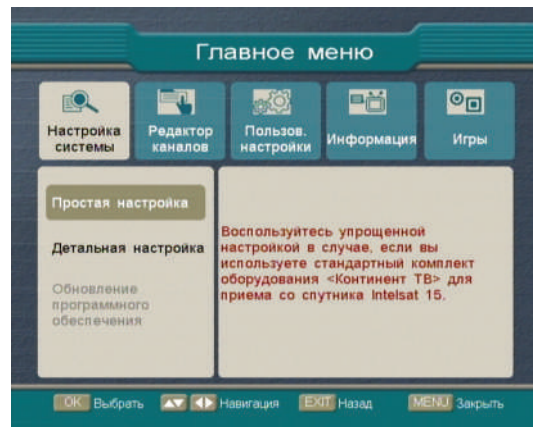 Главное меню
Настройка
системы
Редактор
каналов
Пользов.
настройки
Информация
Игры
Простая настройка
Детальная настройка
Обновление
программного
обеспечения
Воспользуйтесь упрощенной
настройкой в случае, если вы
используете стандартный комплект
оборудования <Континент ТВ> для
приема со спутника Intelsat 15.
OK Выбрать Навигация EXIT Назад MENU Закрыть